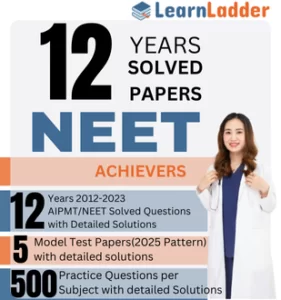 LearnLadder
12 YEARS
SOLVED
PAPERS
NEET
ACHIEVERS
12 Years 2012-2023
AIPMT/NEET Solved Questions
with Detailed Solutions
5 Model Test Papers(2025 Pattern)
with detailed solutions
500 Practice Questions per
Subject with detailed Solutions